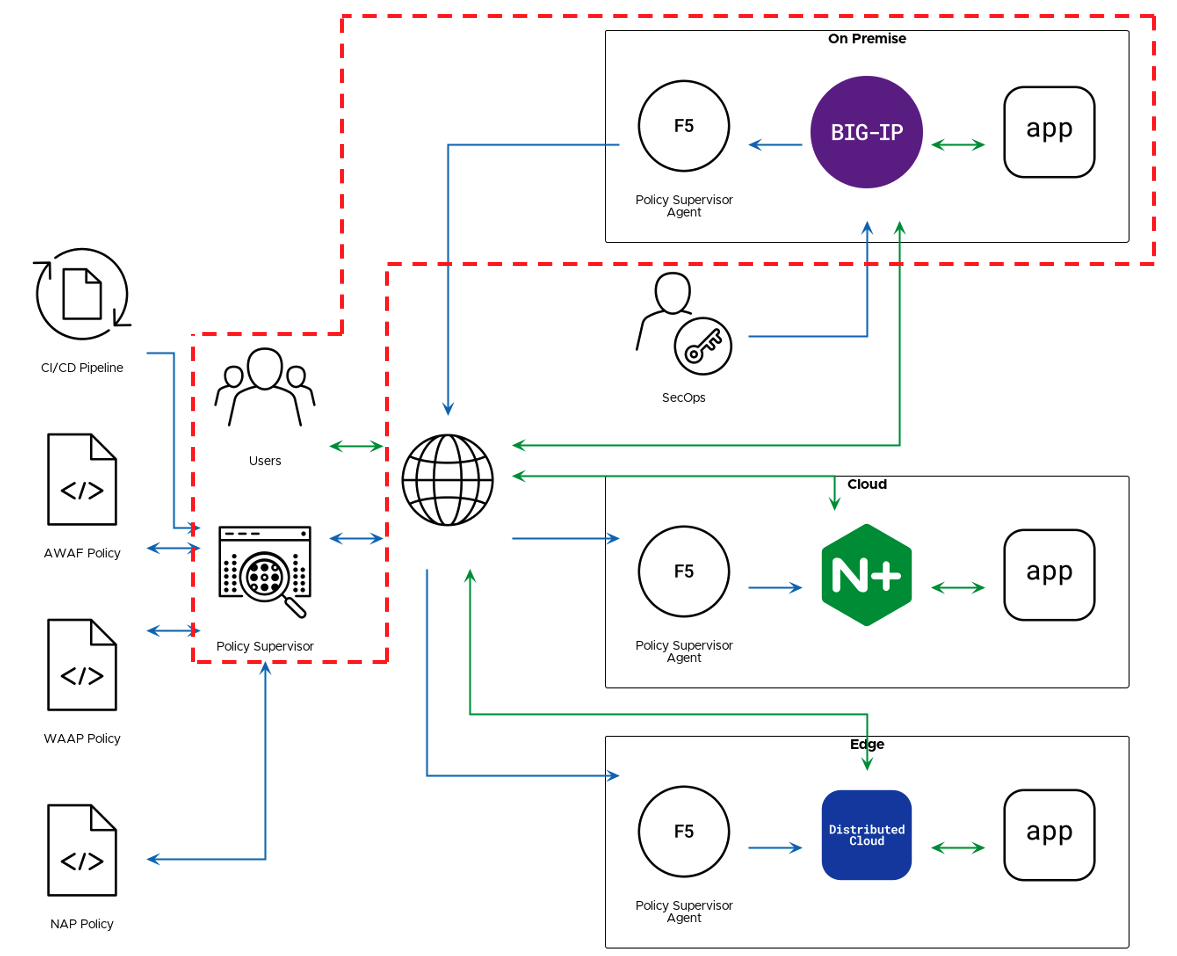 On Premise
F5
BIG-IP
app
Policy Supervisor
Agent
CI/CD Pipeline
SecOps
Users
</>
AWAF Policy
Cloud
F5
N+
app
Policy Supervisor
Agent
Policy Supervisor
</>
WAAP Policy
Edge
F5
Distributed
Cloud
app
Policy Supervisor
Agent
</>
NAP Policy